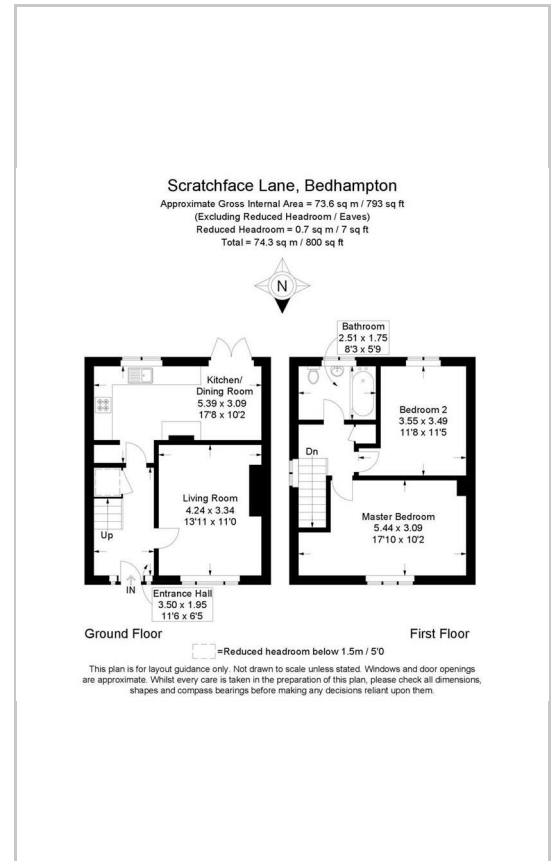 Scratchface Lane, Bedhampton
Approximate Gross Internal Area = 73.6 sq m / 793 sq ft
(Excluding Reduced Headroom / Eaves)
Reduced Headroom = 0.7 sq m / 7 sq ft
Total = 74.3 sq m / 800 sq ft
N
Kitchen/
Dining Room
5.39 x 3.09
17'8 x 10'2
Living Room
4.24 x 3.34
13'11 x 11'0
Up
IN
Entrance Hall
3.50 x 1.95
11'6 x 6'5
Ground Floor
Bathroom
2.51 x 1.75
8'3 x 5'9
Bedroom 2
3.55 x 3.49
11'8 x 11'5
Dn
Master Bedroom
5.44 x 3.09
17'10 x 10'2
First Floor
=Reduced headroom below 1.5m / 5'0
This plan is for layout guidance only. Not drawn to scale unless stated. Windows and door openings
are approximate. Whilst every care is taken in the preparation of this plan, please check all dimensions,
shapes and compass bearings before making any decisions reliant upon them.